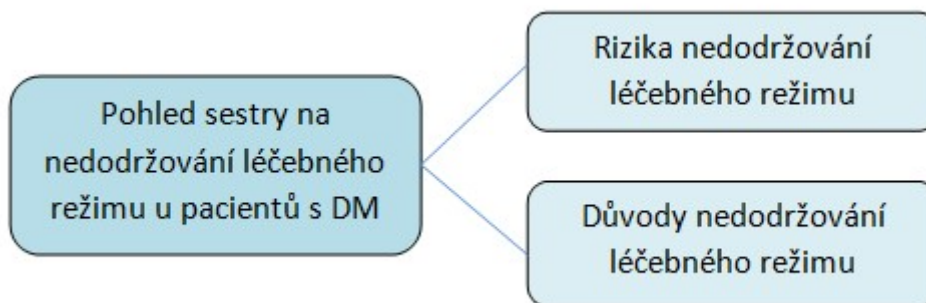 Pohled sestry na
nedodržování léčebného
režimu u pacientů s DM
Rizika nedodržování
léčebného režimu
Důvody nedodržování
léčebného režimu